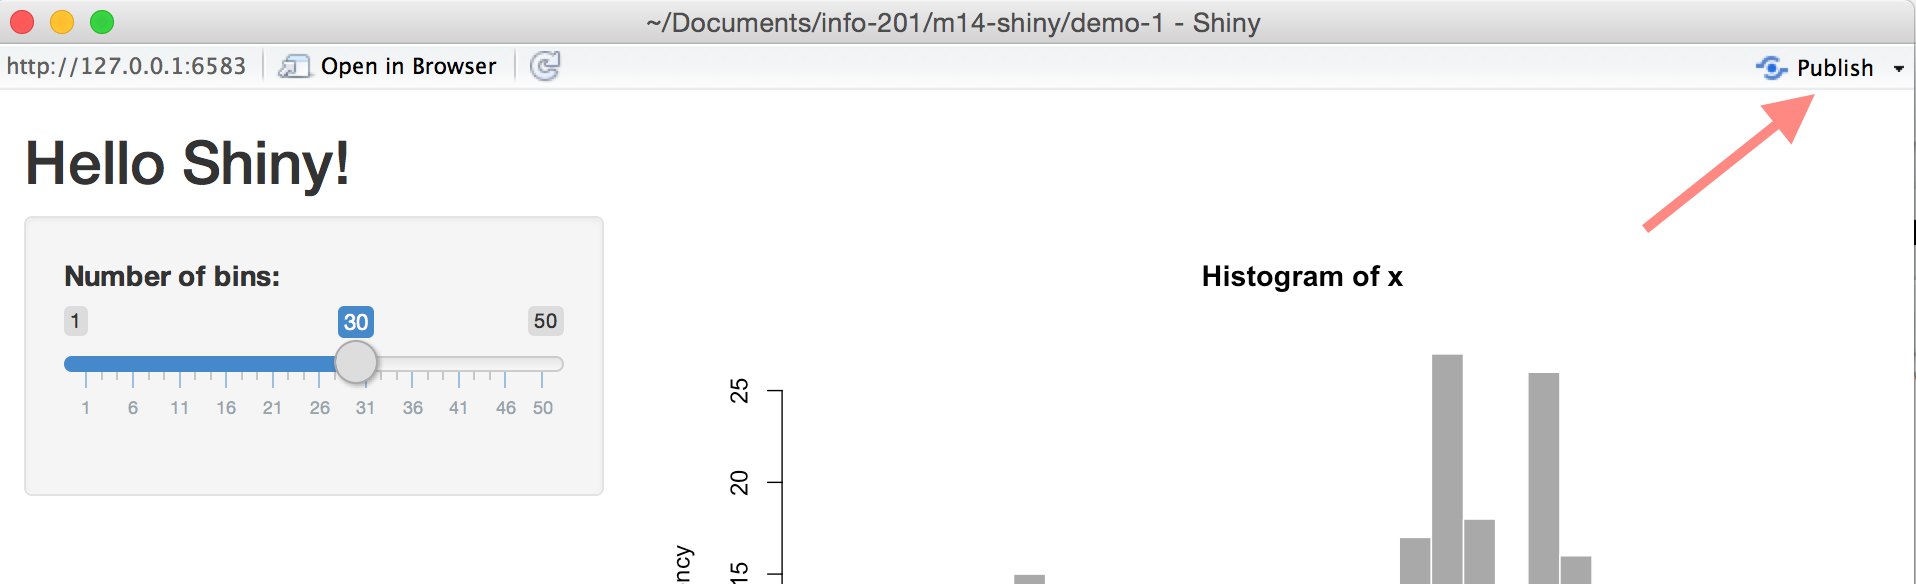 ~/Documents/info-201/m14-shiny/demo-1 - Shiny
http://127.0.0.1:6583 Open in Browser Publish
Hello Shiny!
Number of bins:
1 30 50
1 6 11 16 21 26 31 36 41 46 50
Histogram of x
25
20
15